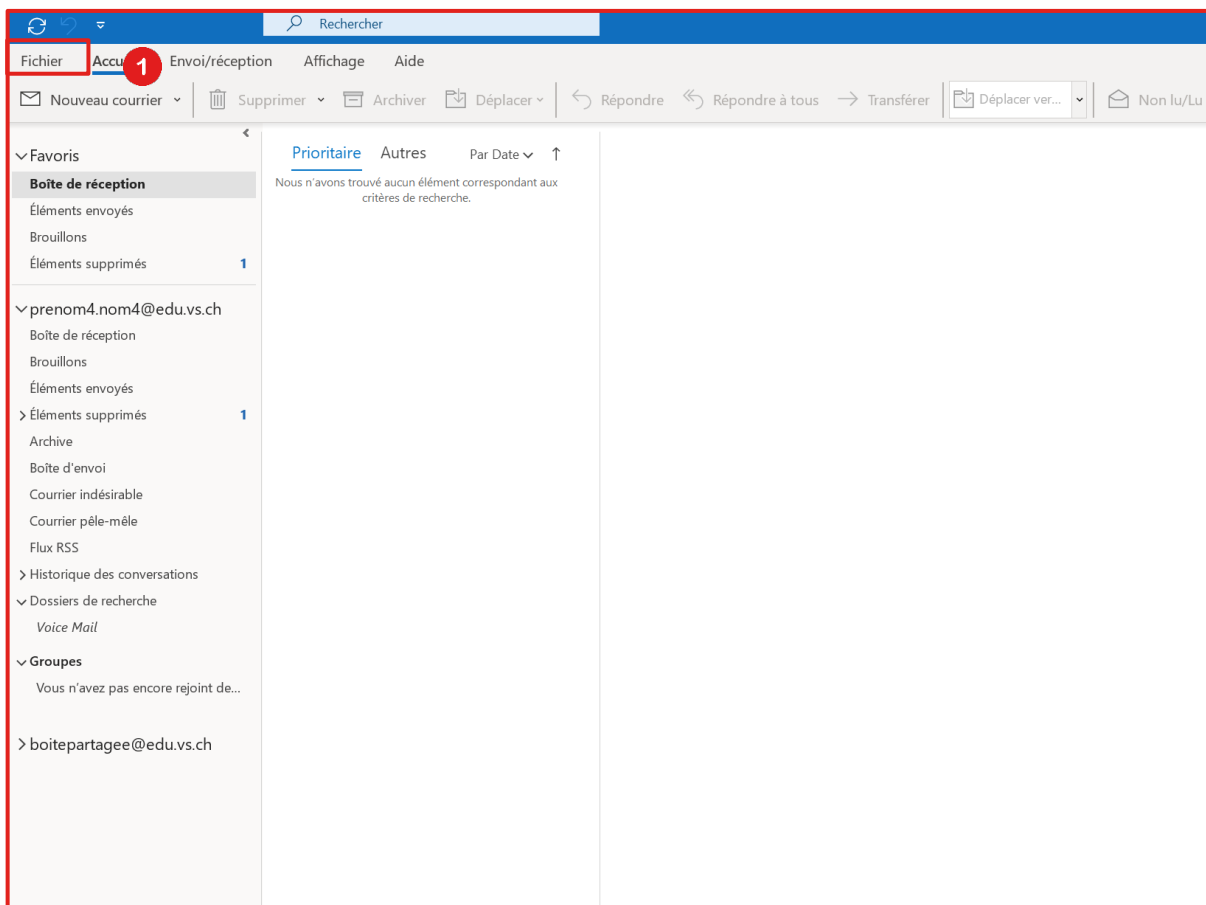 Rechercher
Fichier Accu 1 Envoi/réception Affichage Aide
Nouveau courrier Supprimer Archiver Déplacer Répondre Répondre à tous Transférer Déplacer ver... Non lu/Lu
Favoris
Boîte de réception
Éléments envoyés
Brouillons
Éléments supprimés 1
prenom4.nom4@edu.vs.ch
Boîte de réception
Brouillons
Éléments envoyés
Éléments supprimés 1
Archive
Boîte d'envoi
Courrier indésirable
Courrier pêle-mêle
Flux RSS
Historique des conversations
Dossiers de recherche
Voice Mail
Groupes
Vous n'avez pas encore rejoint de...
boitepartagee@edu.vs.ch
Prioritaire Autres Par Date
Nous n'avons trouvé aucun élément correspondant aux
critères de recherche.